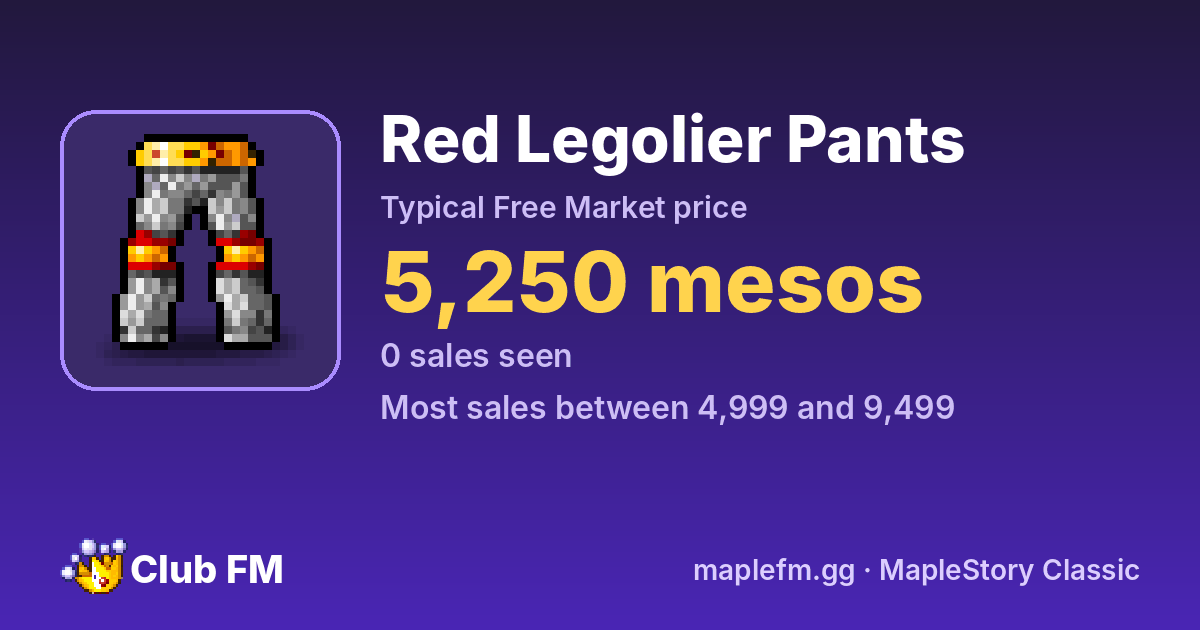 Red Legolier Pants
Typical Free Market price
5,250 mesos
0 sales seen
Most sales between 4,999 and 9,499
Club FM
maplefm.gg · MapleStory Classic